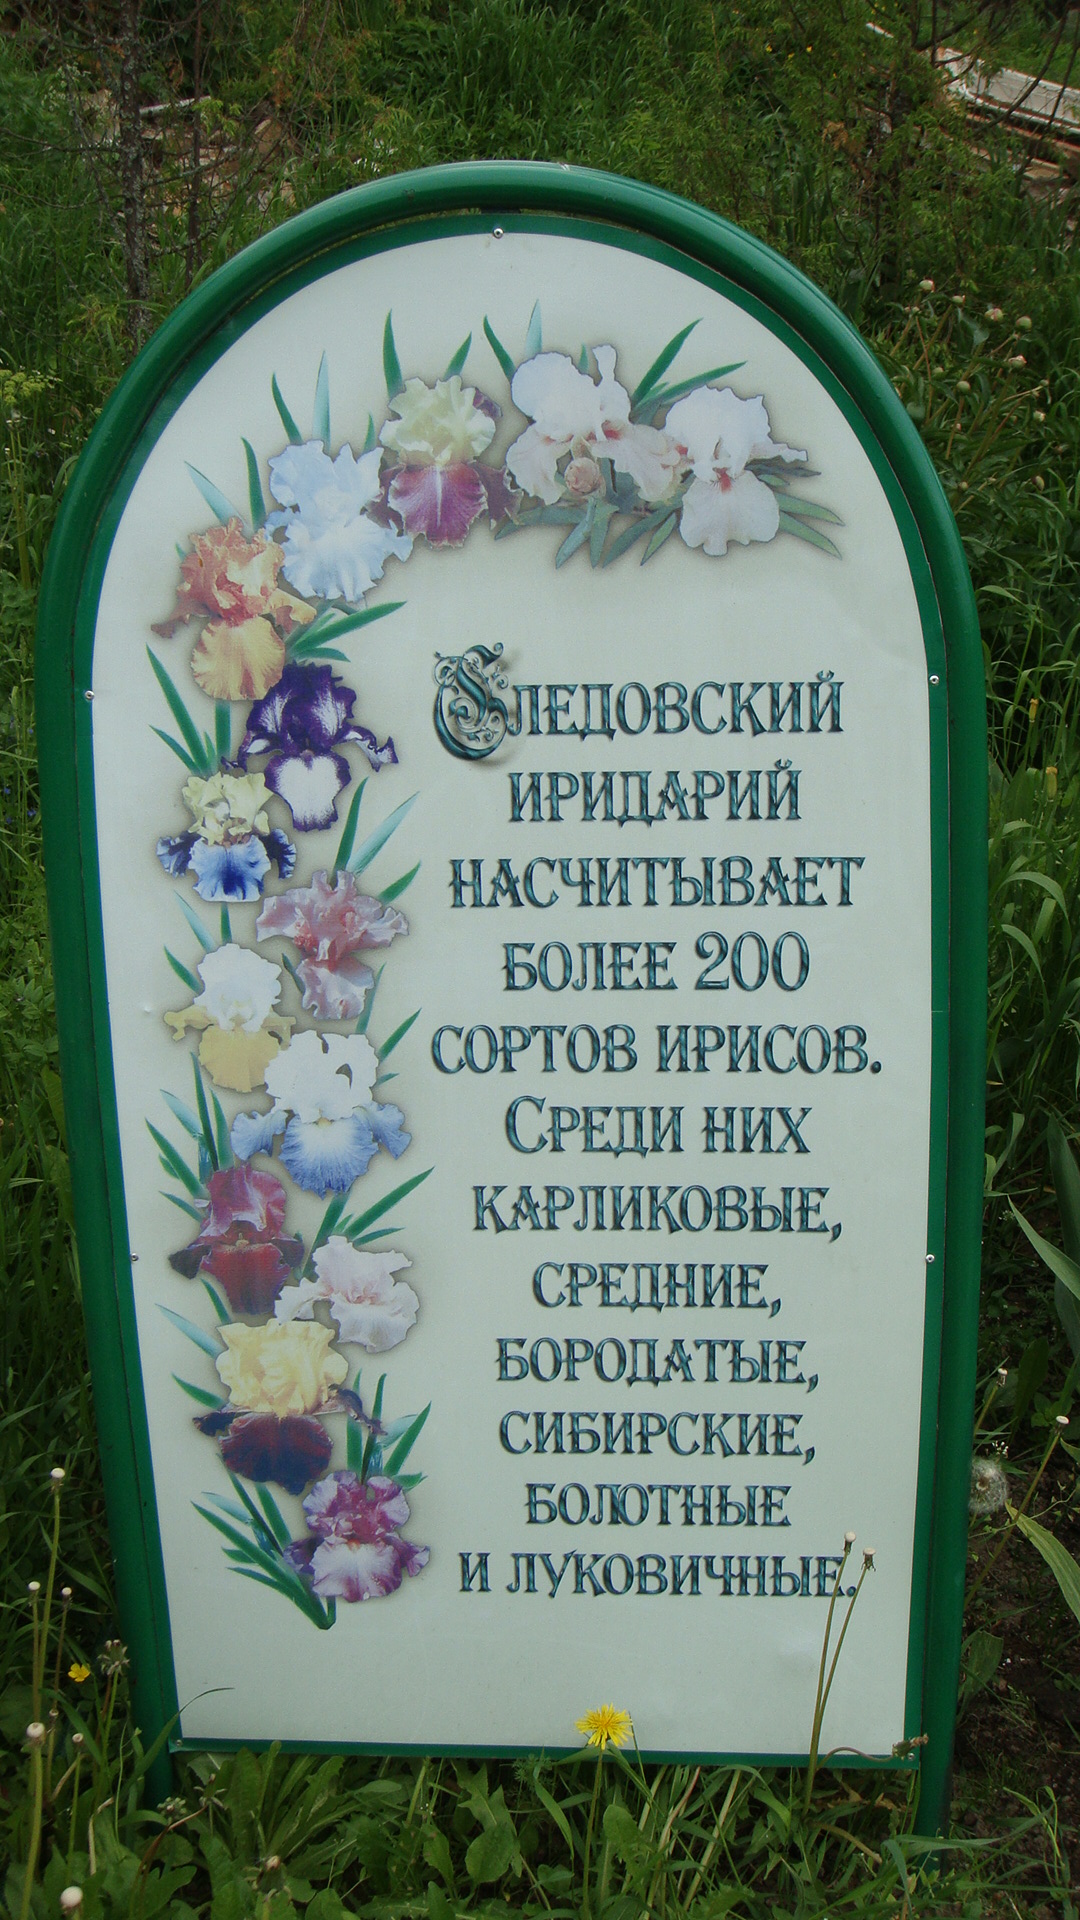 Следовский
иридарий
насчитывает
более 200
сортов ирисов.
Среди них
карликовые,
средние,
бородатые,
сибирские,
болотные
и луковичные.